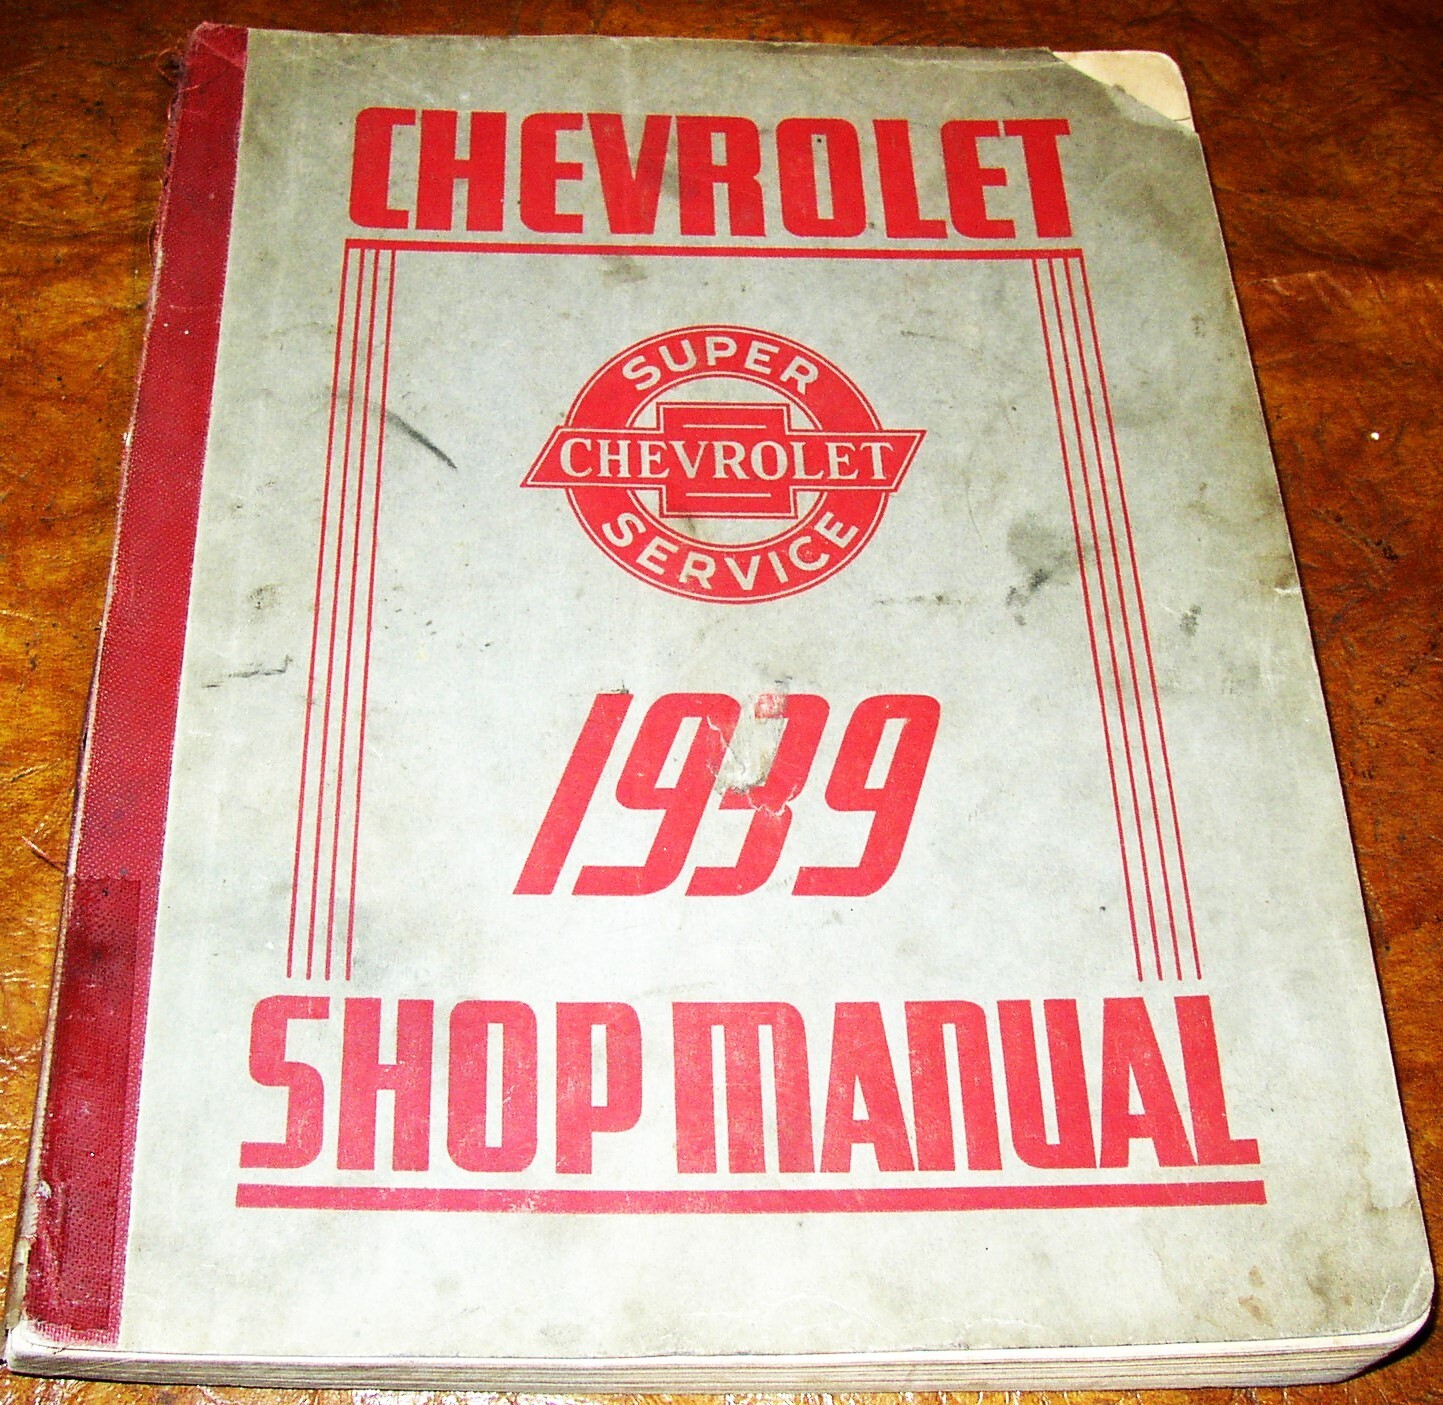 CHEVROLET
SUPER
CHEVROLET
SERVICE
1939
SHOP MANUAL